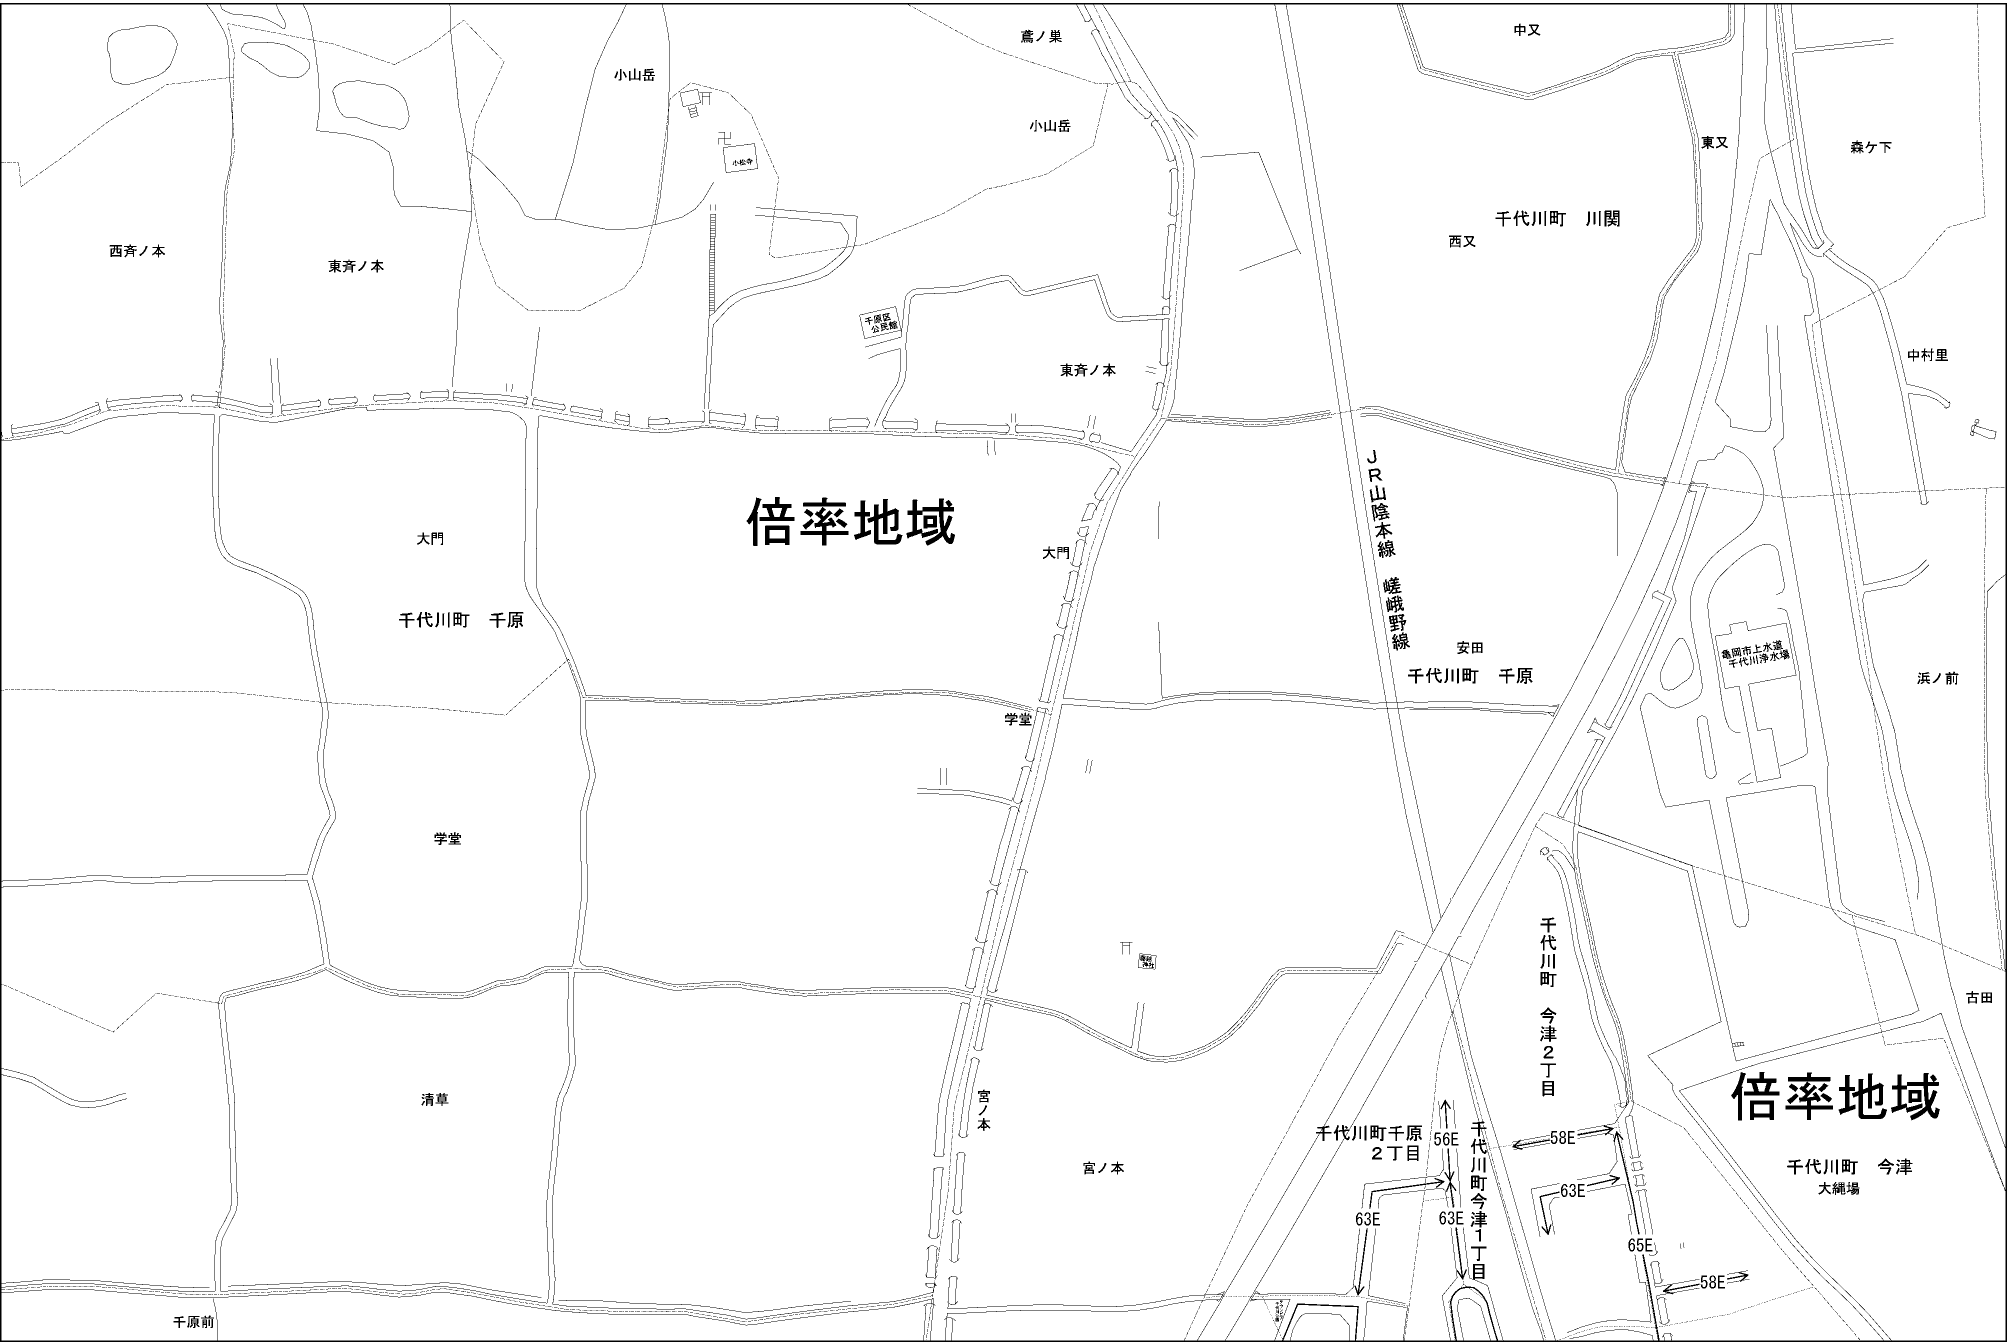 鳶ノ巣
中又
小山岳
小山岳
東又
森ケ下
小松寺
千代川町　川関
西又
西斉ノ本
東斉ノ本
千原区
公民館
中村里
東斉ノ本
JR山陰本線　嵯峨野線
倍率地域
大門
大門
千代川町　千原
安田
千代川町　千原
亀岡市上水道
千代川浄水場
浜ノ前
学堂
学堂
千代川町　今津２丁目
古田
清草
宮ノ本
倍率地域
千代川町千原
２丁目
56E
千代川町今津１丁目
58E
宮ノ本
千代川町　今津
大縄場
63E
63E
63E
65E
58E
千原前